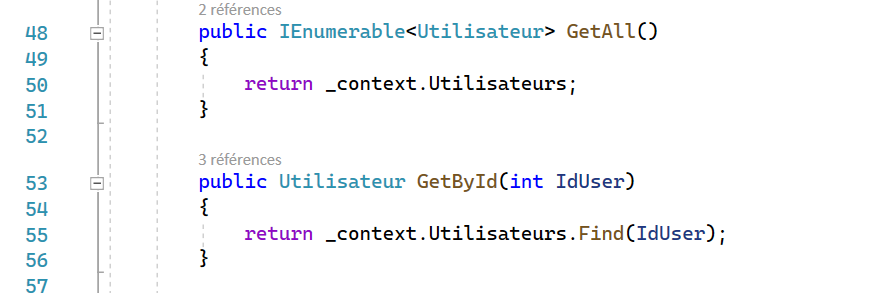 2 références
48 public IEnumerable<Utilisateur> GetAll()
49 {
50 return _context.Utilisateurs;
51 }
52
3 références
53 public Utilisateur GetById(int IdUser)
54 {
55 return _context.Utilisateurs.Find(IdUser);
56 }
57